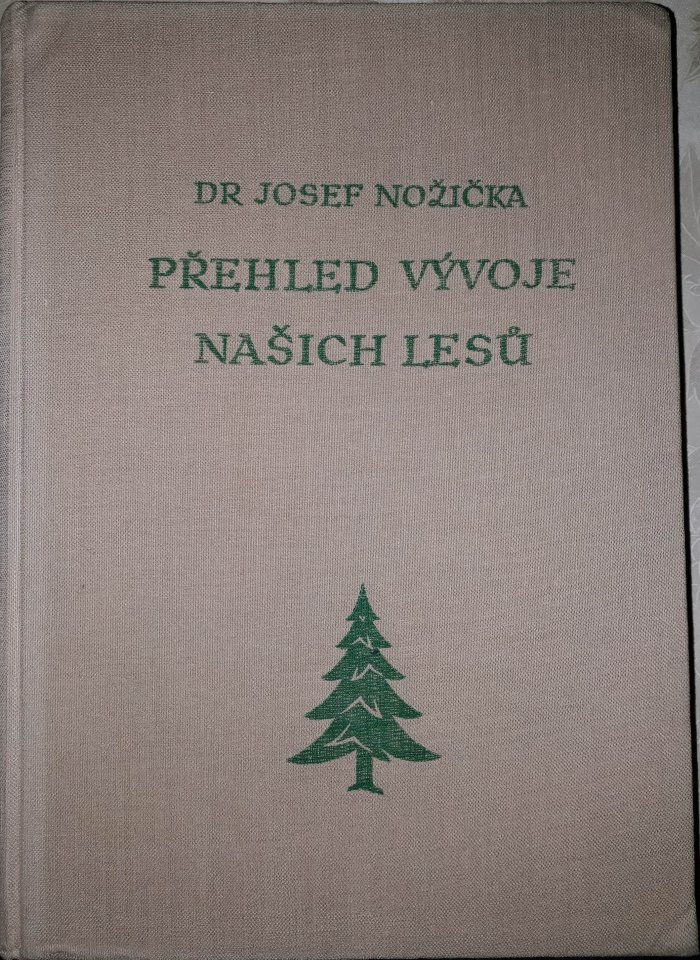 DR JOSEF NOŽIČKA
PŘEHLED VÝVOJE
NAŠICH LESŮ